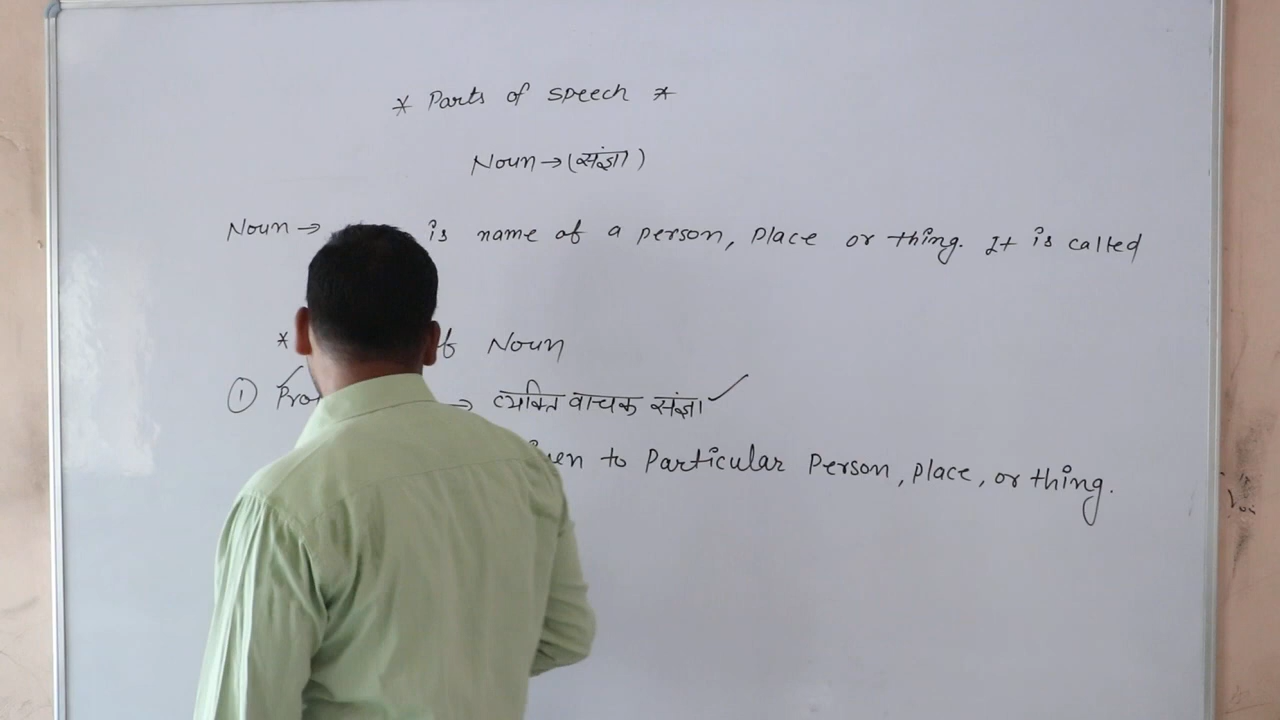 * Parts of speech *
Noun → (संज्ञा)
Noun → is name of a person, place or thing. It is called
* Noun
① → व्यक्ति वाचक संज्ञा ✓
to Particular Person, place, or thing.